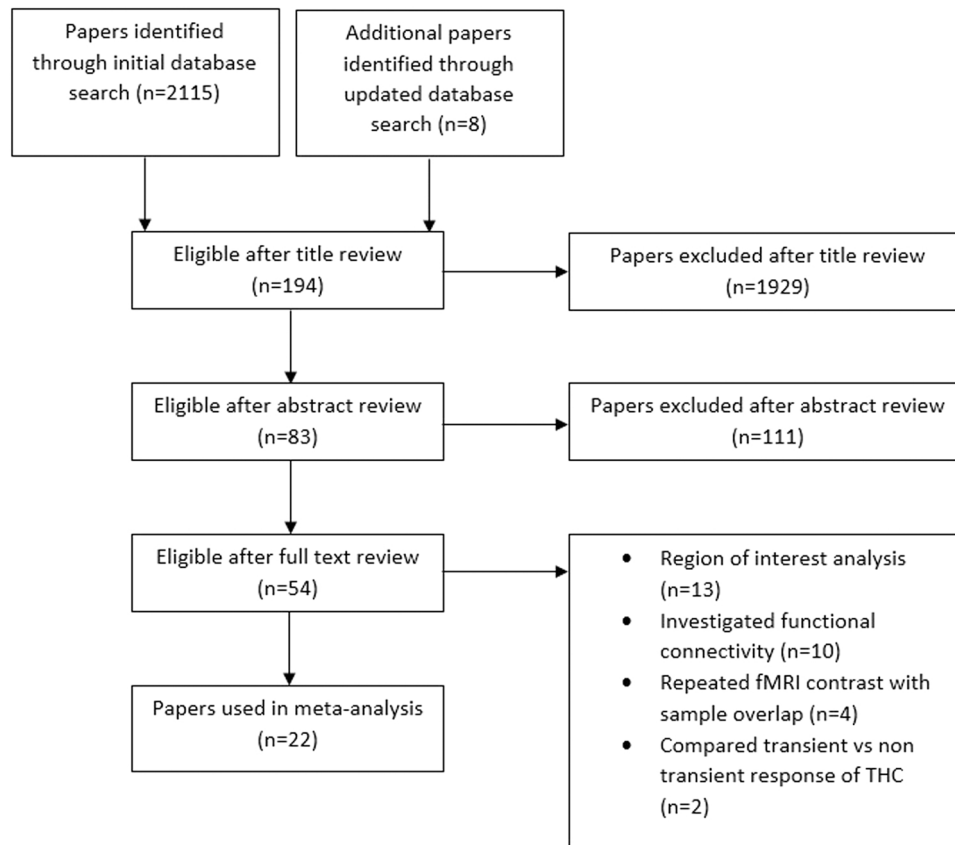 Papers identified
through initial database
search (n=2115)
Additional papers
identified through
updated database
search (n=8)
Eligible after title review
(n=194)
Papers excluded after title review
(n=1929)
Eligible after abstract review
(n=83)
Papers excluded after abstract review
(n=111)
Eligible after full text review
(n=54)
• Region of interest analysis
(n=13)
• Investigated functional
connectivity (n=10)
• Repeated fMRI contrast with
sample overlap (n=4)
• Compared transient vs non
transient response of THC
(n=2)
Papers used in meta-analysis
(n=22)